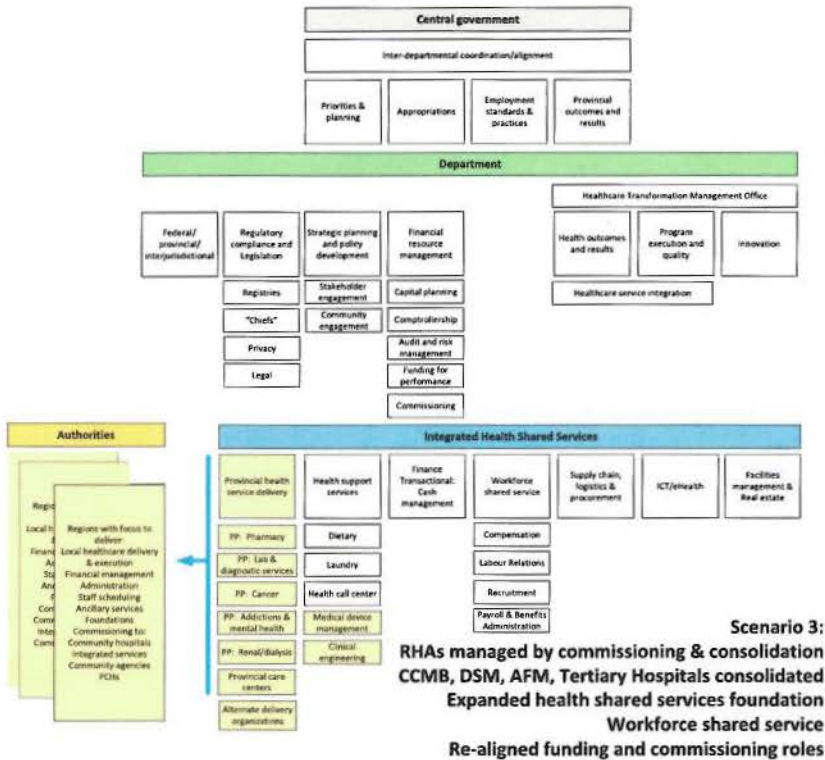 Central government
Inter-departmental coordination/alignment
Priorities &
planning
Appropriations
Employment
standards &
practices
Provincial
outcomes and
results
Department
Healthcare Transformation Management Office
Federal/
provincial/
interjurisdictional
Regulatory
compliance and
Legislation
Strategic planning
and policy
development
Financial
resource
management
Health outcomes
and results
Program
execution and
quality
Innovation
Registries
"Chiefs"
Privacy
Legal
Stakeholder
engagement
Community
engagement
Capital planning
Comptrollership
Audit and risk
management
Funding for
performance
Commissioning
Healthcare service integration
Authorities
Regions with focus to
deliver:
Local healthcare delivery
& execution
Financial management
Administration
Staff scheduling
Ancillary services
Foundations
Commissioning to:
Community hospitals
Integrated services
Community agencies
PCHs
Integrated Health Shared Services
Provincial health
service delivery
PP: Pharmacy
PP: Lab &
diagnostic services
PP: Cancer
PP: Addictions &
mental health
PP: Renal/dialysis
Provincial care
centers
Alternate delivery
organizations
Health support
services
Dietary
Laundry
Health call center
Medical device
management
Clinical
engineering
Finance
Transactional:
Cash
management
Workforce
shared service
Compensation
Labour Relations
Recruitment
Payroll & Benefits
Administration
Supply chain,
logistics &
procurement
ICT/eHealth
Facilities
management &
Real estate
Scenario 3:
RHAs managed by commissioning & consolidation
CCMB, DSM, AFM, Tertiary Hospitals consolidated
Expanded health shared services foundation
Workforce shared service
Re-aligned funding and commissioning roles